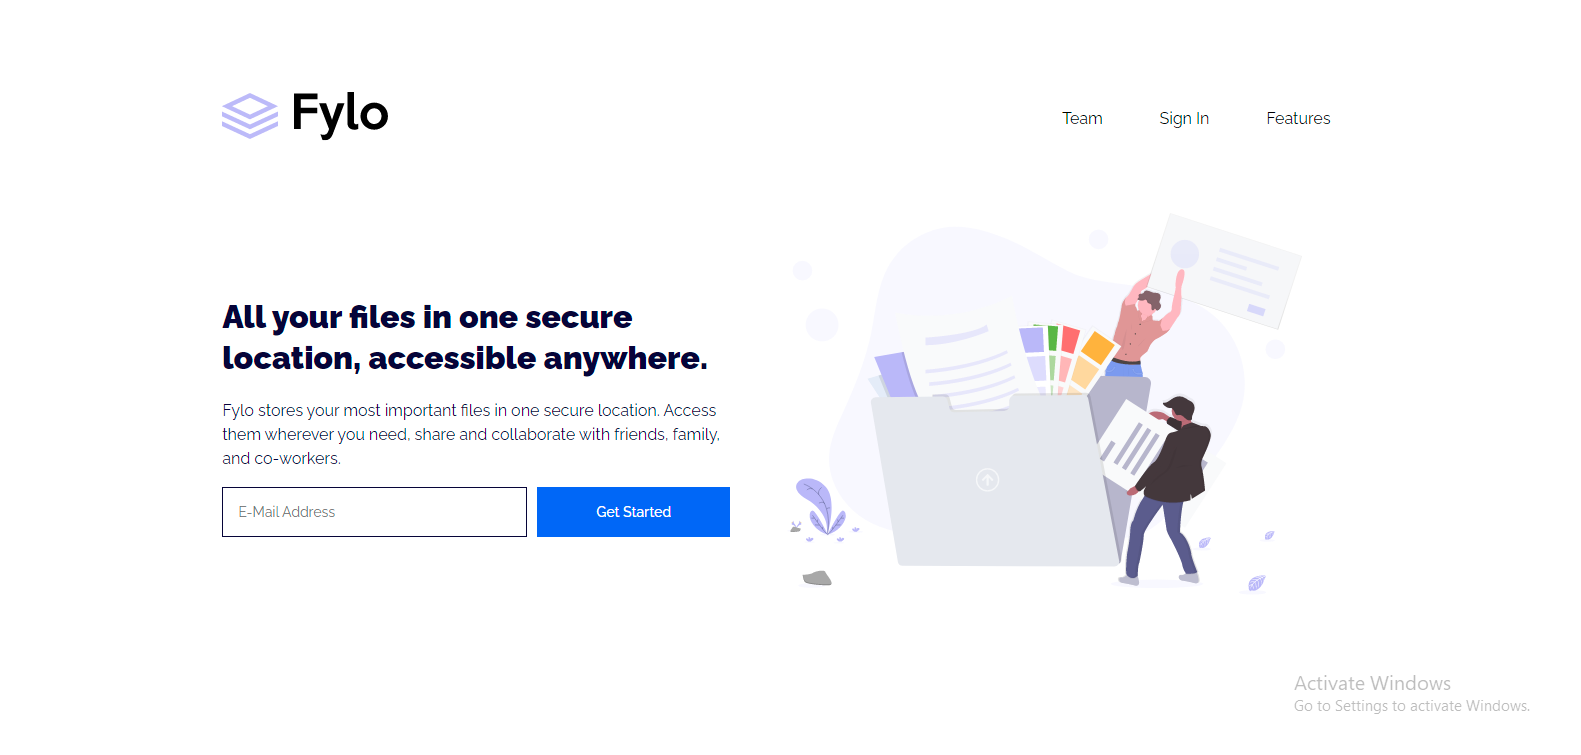 Fylo
Team
Sign In
Features
All your files in one secure
location, accessible anywhere.
Fylo stores your most important files in one secure location. Access
them wherever you need, share and collaborate with friends, family,
and co-workers.
E-Mail Address
Get Started
Activate Windows
Go to Settings to activate Windows.